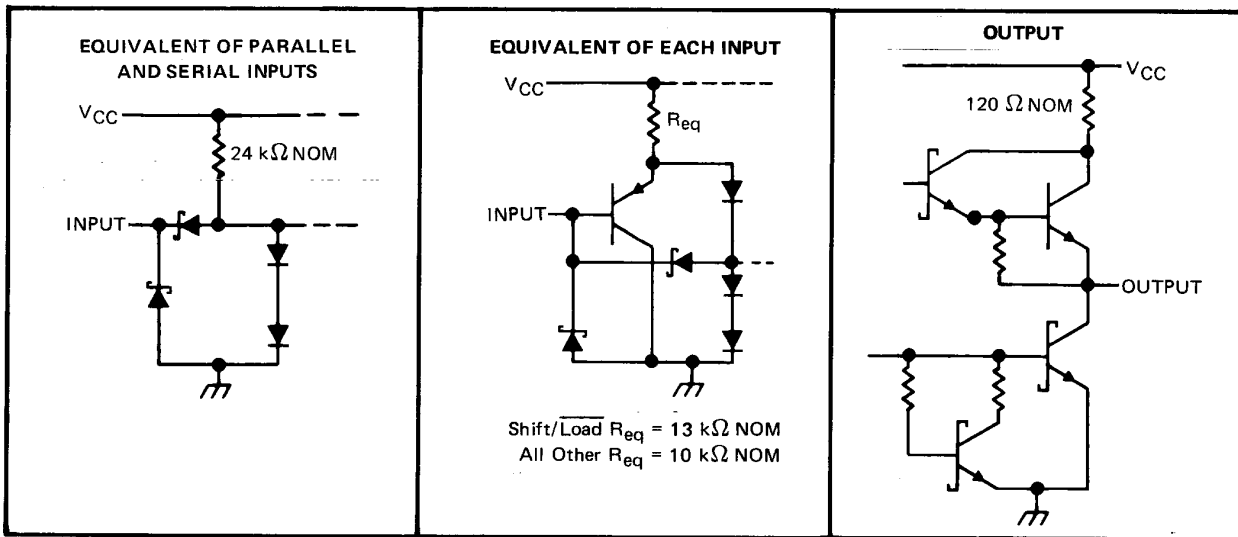 EQUIVALENT OF PARALLEL
AND SERIAL INPUTS
VCC
24 kΩ NOM
INPUT
EQUIVALENT OF EACH INPUT
VCC
Req
INPUT
Shift/Load Req = 13 kΩ NOM
All Other Req = 10 kΩ NOM
OUTPUT
VCC
120 Ω NOM
OUTPUT